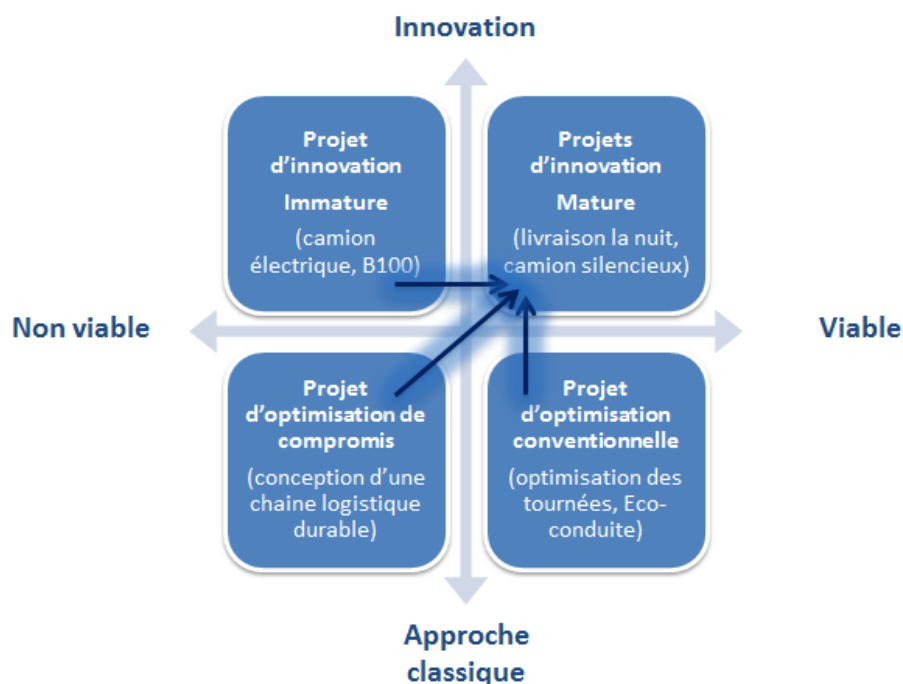 Innovation
Projet
d'innovation
Immature
(camion
électrique, B100)
Projets
d'innovation
Mature
(livraison la nuit,
camion silencieux)
Non viable
Viable
Projet
d'optimisation de
compromis
(conception d'une
chaine logistique
durable)
Projet
d'optimisation
conventionnelle
(optimisation des
tournées, Eco-
conduite)
Approche
classique